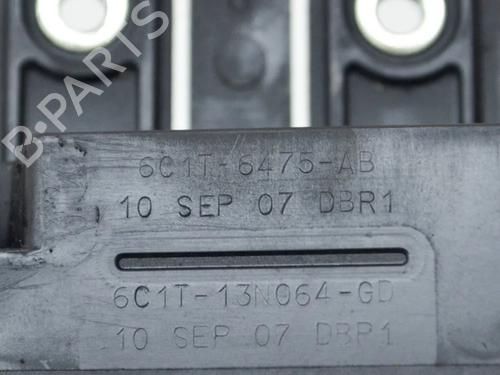 B-PARTS
6C1T-6475-AB
10 SEP 07 DBR1
6C1T-13N064-GD
10 SEP 07 DBR1